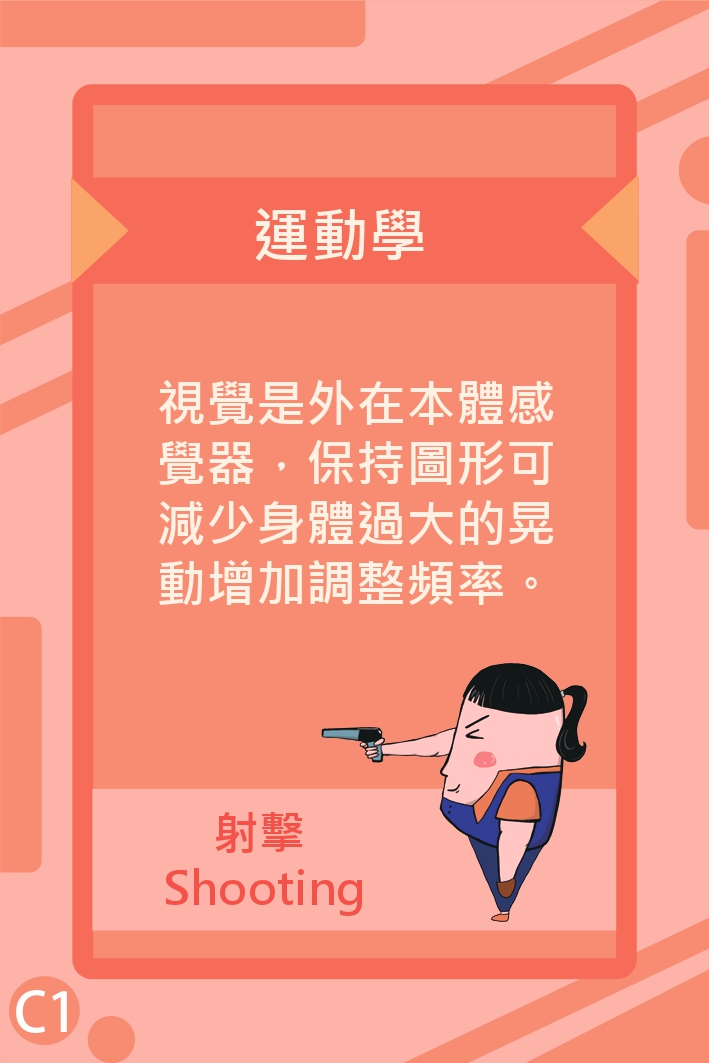 運動學
視覺是外在本體感
覺器，保持圖形可
減少身體過大的晃
動增加調整頻率。
射擊
Shooting
C1